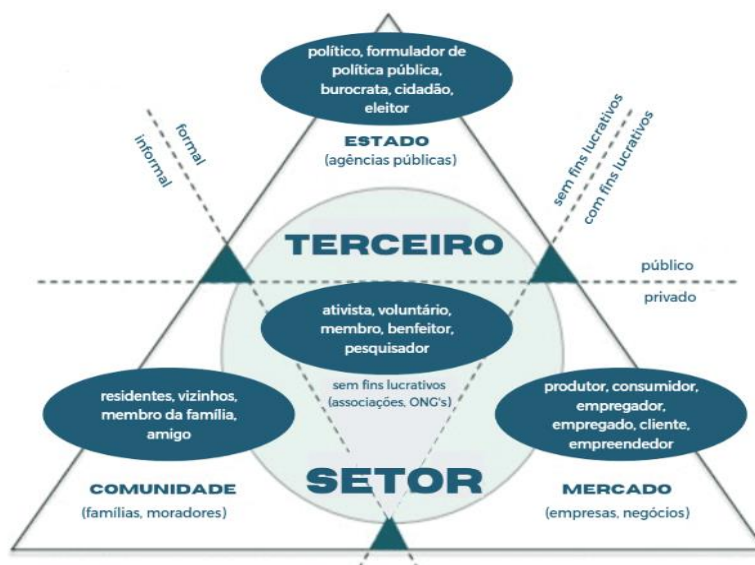 político, formulador de
política pública,
burocrata, cidadão,
eleitor
ESTADO
(agências públicas)
formal
informal
sem fins lucrativos
com fins lucrativos
TERCEIRO
público
privado
ativista, voluntário,
membro, benfeitor,
pesquisador
sem fins lucrativos
(associações, ONG's)
residentes, vizinhos,
membro da família,
amigo
produtor, consumidor,
empregador,
empregado, cliente,
empreendedor
SETOR
COMUNIDADE
(famílias, moradores)
MERCADO
(empresas, negócios)